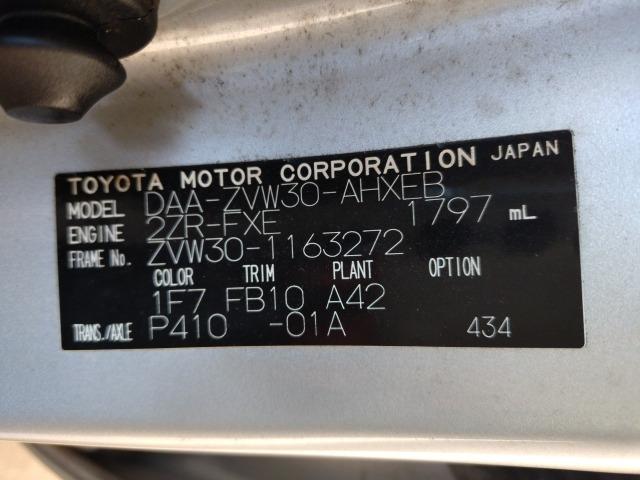 TOYOTA MOTOR CORPORATION JAPAN
MODEL DAA-ZVW30-AHXEB
ENGINE 2ZR-FXE 1797 mL
FRAME No. ZVW30-1163272
COLOR TRIM PLANT OPTION
1F7 FB10 A42
TRANS./AXLE P410 -01A 434